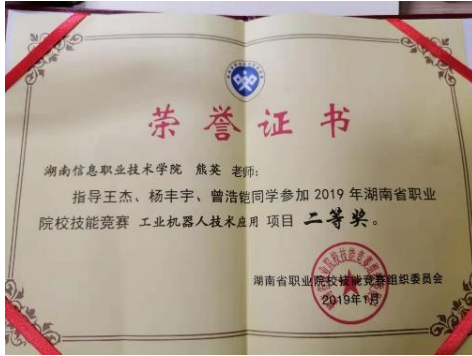 荣誉证书
湖南信息职业技术学院 熊英 老师:
指导王杰、杨丰宇、曾浩铠同学参加 2019 年湖南省职业
院校技能竞赛 工业机器人技术应用 项目 二等奖。
湖南省职业院校技能竞赛组织委员会
2019年1月